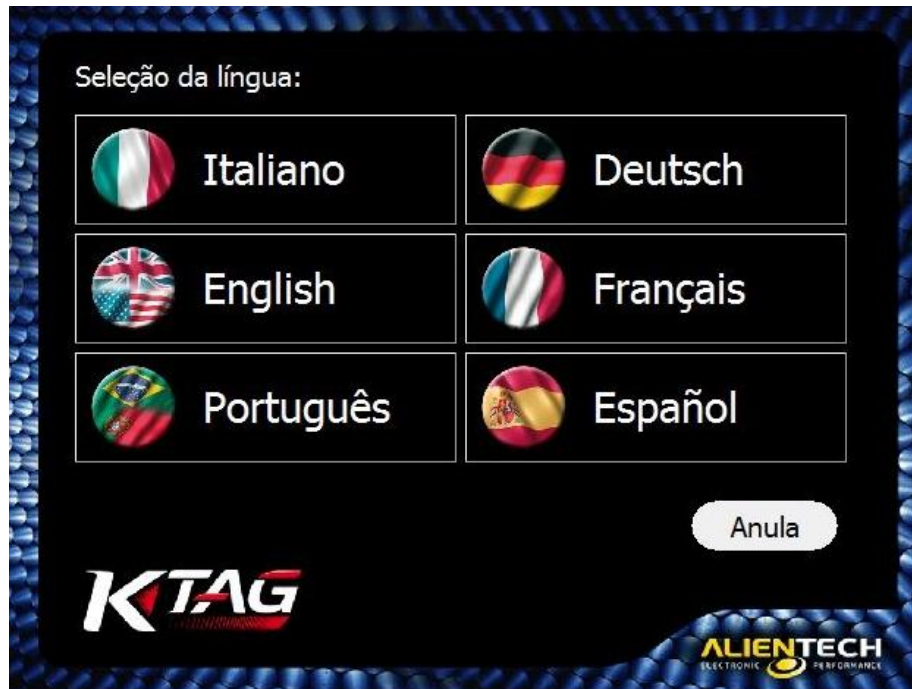 Seleção da língua:
Italiano
Deutsch
English
Français
Português
Español
Anula
KTAG
ALIENTECH
ELECTRONIC PERFORMANCE